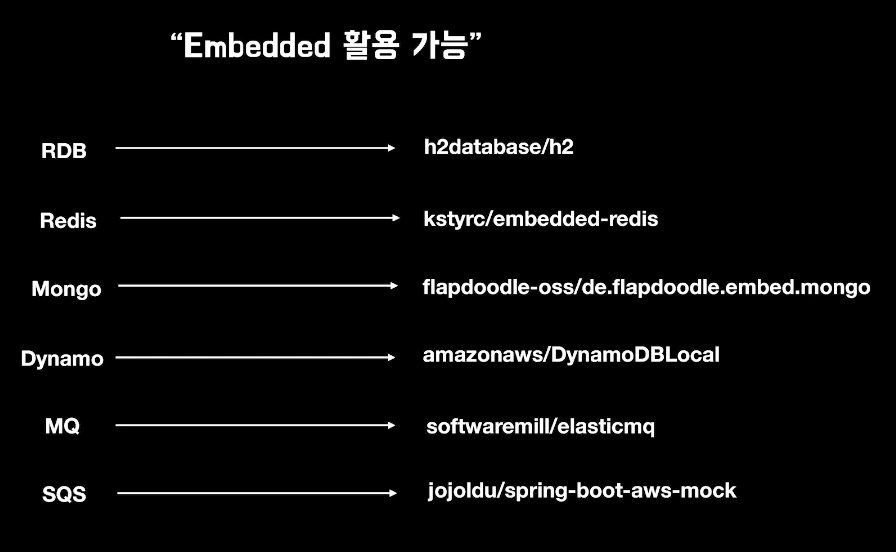 “Embedded 활용 가능”
RDB h2database/h2
Redis kstyrc/embedded-redis
Mongo flapdoodle-oss/de.flapdoodle.embed.mongo
Dynamo amazonaws/DynamoDBLocal
MQ softwaremill/elasticmq
SQS jojoldu/spring-boot-aws-mock